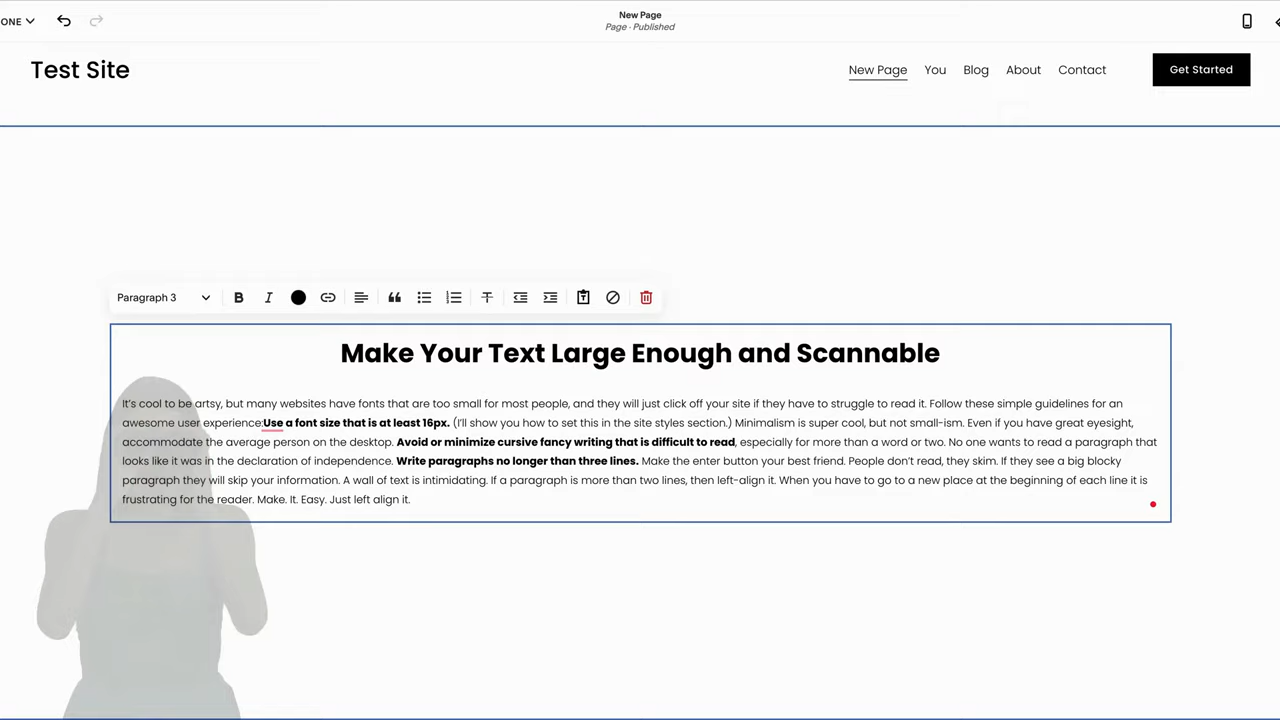 ONE
New Page
Page · Published
Test Site
New Page You Blog About Contact Get Started
Paragraph 3
Make Your Text Large Enough and Scannable
It's cool to be artsy, but many websites have fonts that are too small for most people, and they will just click off your site if they have to struggle to read it. Follow these simple guidelines for an
awesome user experience:Use a font size that is at least 16px. (I'll show you how to set this in the site styles section.) Minimalism is super cool, but not small-ism. Even if you have great eyesight,
accommodate the average person on the desktop. Avoid or minimize cursive fancy writing that is difficult to read, especially for more than a word or two. No one wants to read a paragraph that
looks like it was in the declaration of independence. Write paragraphs no longer than three lines. Make the enter button your best friend. People don't read, they skim. If they see a big blocky
paragraph they will skip your information. A wall of text is intimidating. If a paragraph is more than two lines, then left-align it. When you have to go to a new place at the beginning of each line it is
frustrating for the reader. Make. It. Easy. Just left align it.